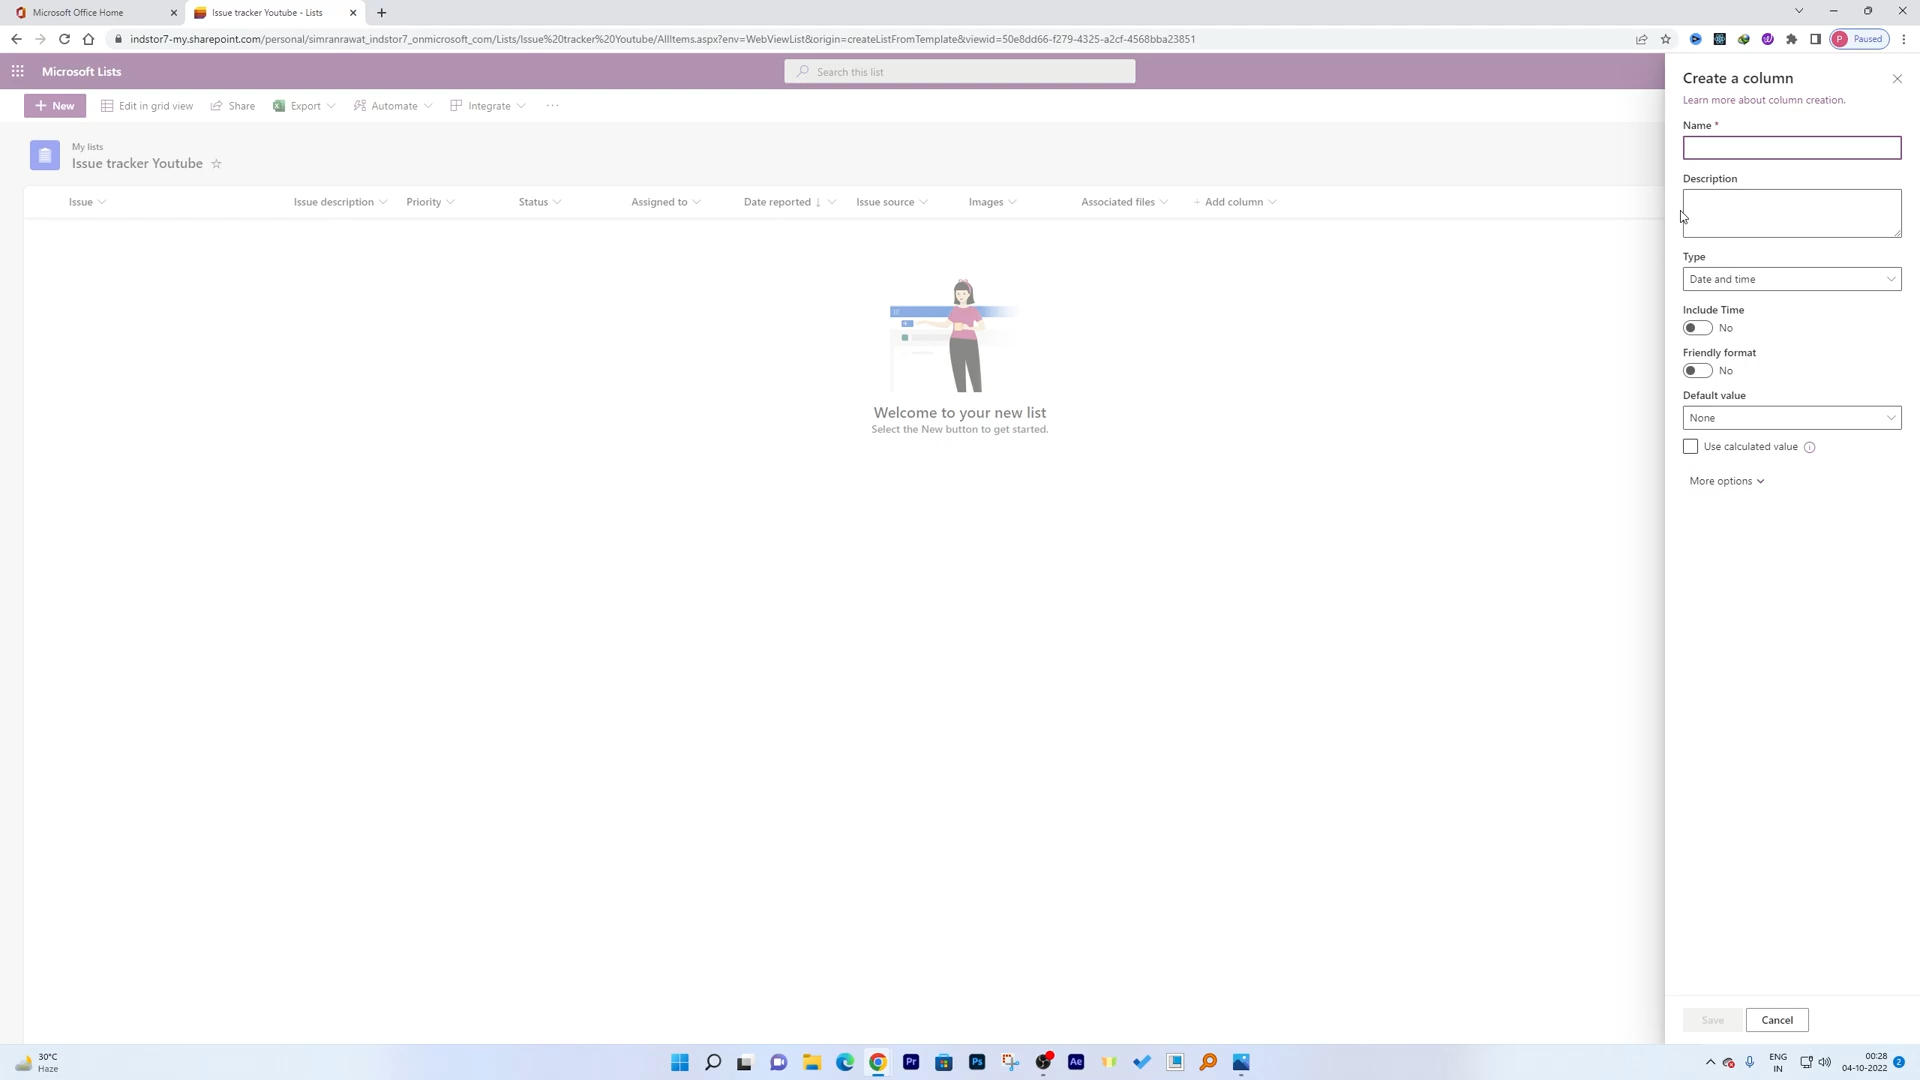 Microsoft Office Home
Issue tracker Youtube - Lists
indstor7-my.sharepoint.com/personal/simranrawat_indstor7_onmicrosoft_com/Lists/Issue%20tracker%20Youtube/AllItems.aspx?env=WebViewList&origin=createListFromTemplate&viewid=50e8dd66-f279-4325-a2cf-4568bba23851
P Paused
Microsoft Lists
Search this list
New
Edit in grid view
Share
Export
Automate
Integrate
My lists
Issue tracker Youtube
Issue
Issue description
Priority
Status
Assigned to
Date reported
Issue source
Images
Associated files
+ Add column
Welcome to your new list
Select the New button to get started.
Create a column
Learn more about column creation.
Name *
Description
Type
Date and time
Include Time
No
Friendly format
No
Default value
None
Use calculated value
More options
Save
Cancel
30°C
Haze
Pr
Ps
Ae
ENG
IN
00:28
04-10-2022
2